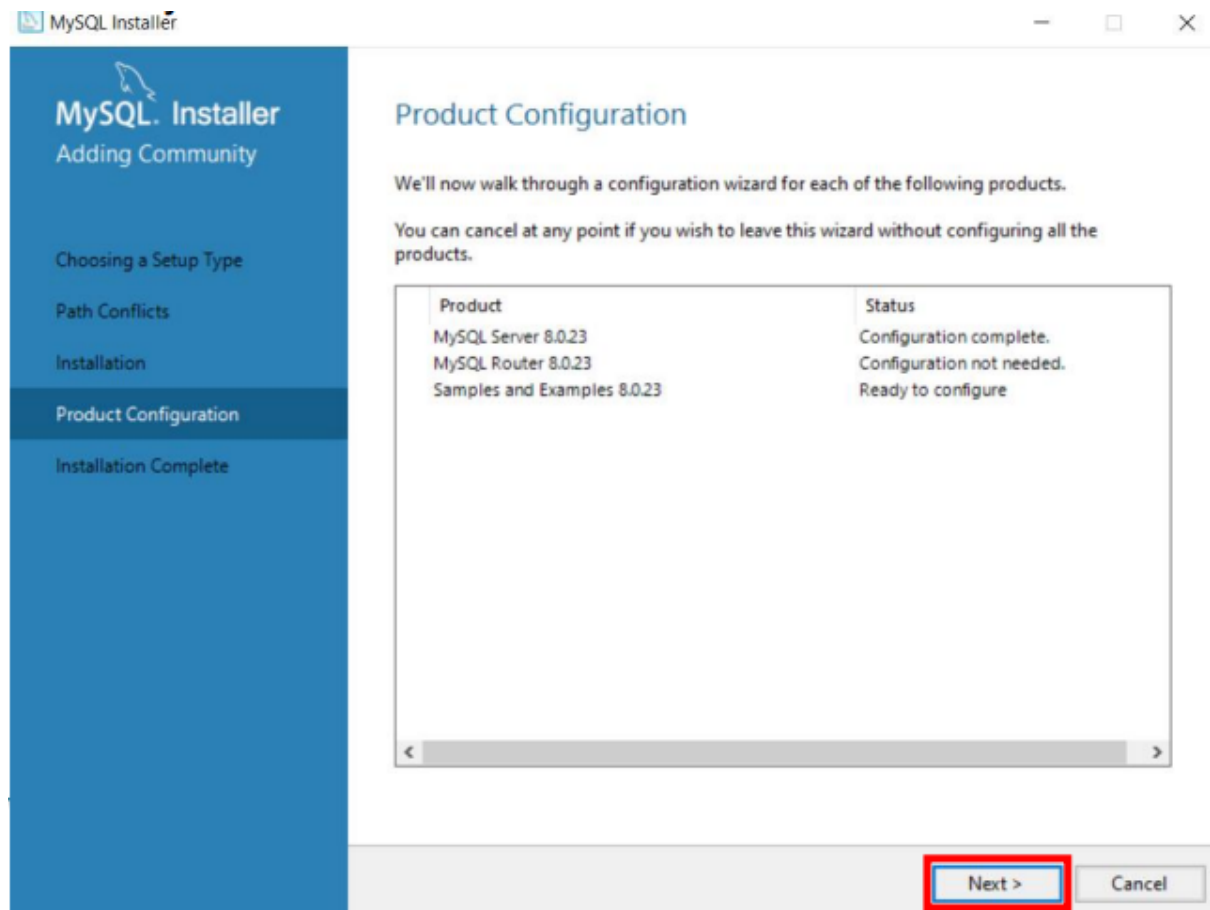 MySQL Installer
MySQL. Installer
Adding Community
Choosing a Setup Type
Path Conflicts
Installation
Product Configuration
Installation Complete
Product Configuration
We'll now walk through a configuration wizard for each of the following products.
You can cancel at any point if you wish to leave this wizard without configuring all the
products.
Product Status
MySQL Server 8.0.23 Configuration complete.
MySQL Router 8.0.23 Configuration not needed.
Samples and Examples 8.0.23 Ready to configure
Next > Cancel